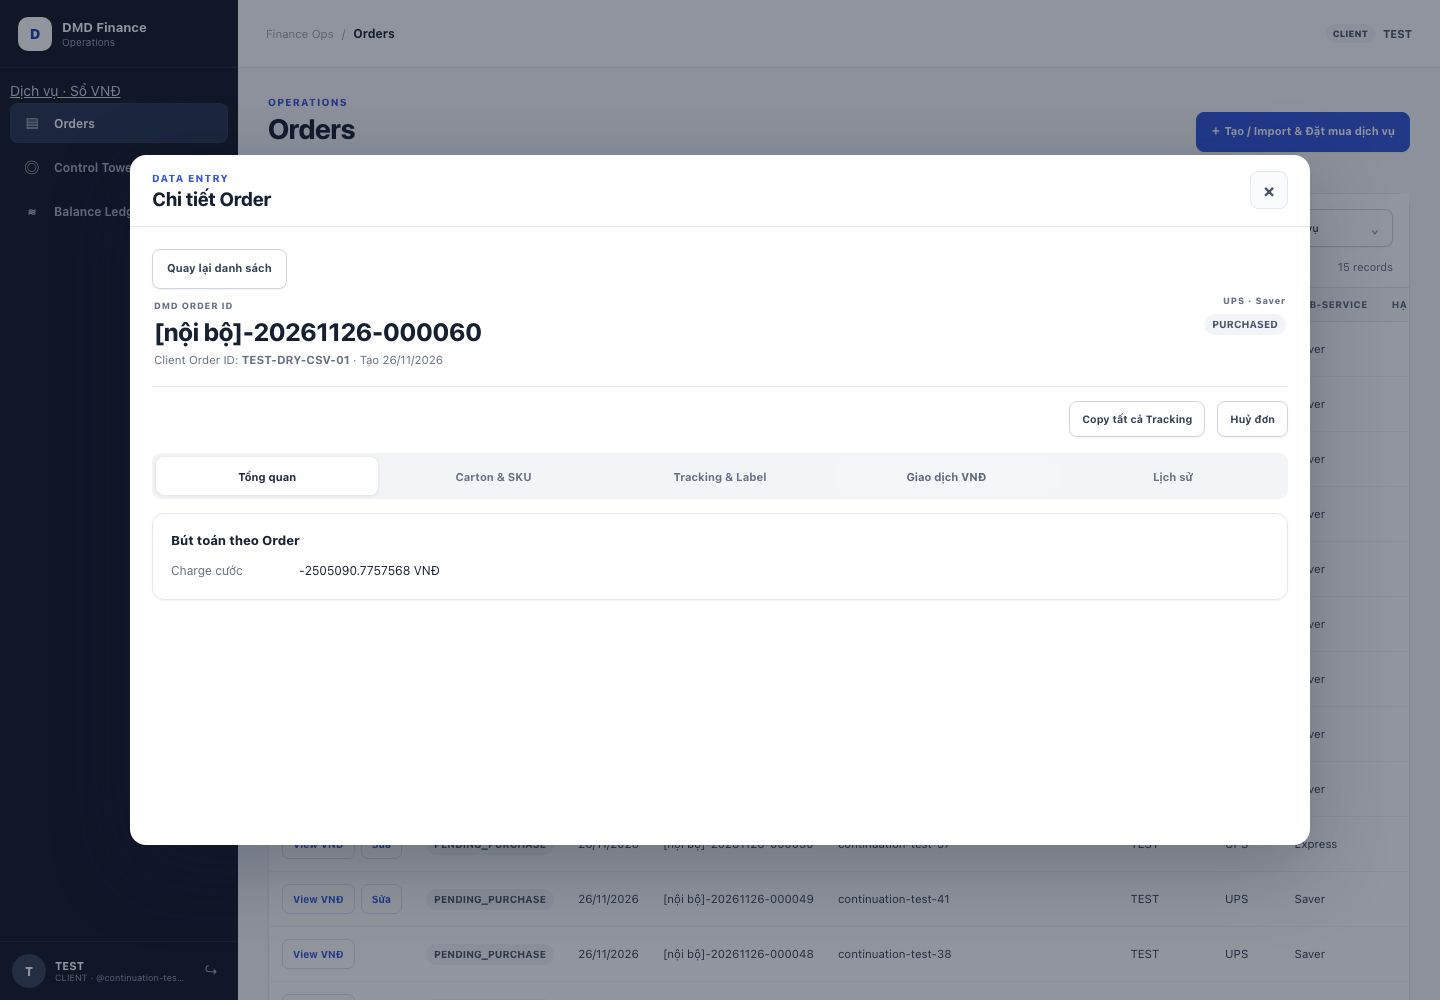 D
DMD Finance
Operations
Finance Ops / Orders
CLIENT TEST
Dịch vụ · Sổ VNĐ
Orders
OPERATIONS
Orders
+ Tạo / Import & Đặt mua dịch vụ
DATA ENTRY
Chi tiết Order
×
15 records
B-SERVICE
HẠ
Quay lại danh sách
DMD ORDER ID
[nội bộ]-20261126-000060
Client Order ID: TEST-DRY-CSV-01 · Tạo 26/11/2026
UPS · Saver
PURCHASED
Copy tất cả Tracking
Huỷ đơn
Tổng quan
Carton & SKU
Tracking & Label
Giao dịch VNĐ
Lịch sử
Bút toán theo Order
Charge cước -2505090.7757568 VNĐ
Control Towe
Balance Ledg
Express
View VNĐ Sửa PENDING_PURCHASE 26/11/2026 [nội bộ]-20261126-000049 continuation-test-41 TEST UPS Saver
View VNĐ PENDING_PURCHASE 26/11/2026 [nội bộ]-20261126-000048 continuation-test-38 TEST UPS Saver
T
TEST
CLIENT · @continuation-tes...